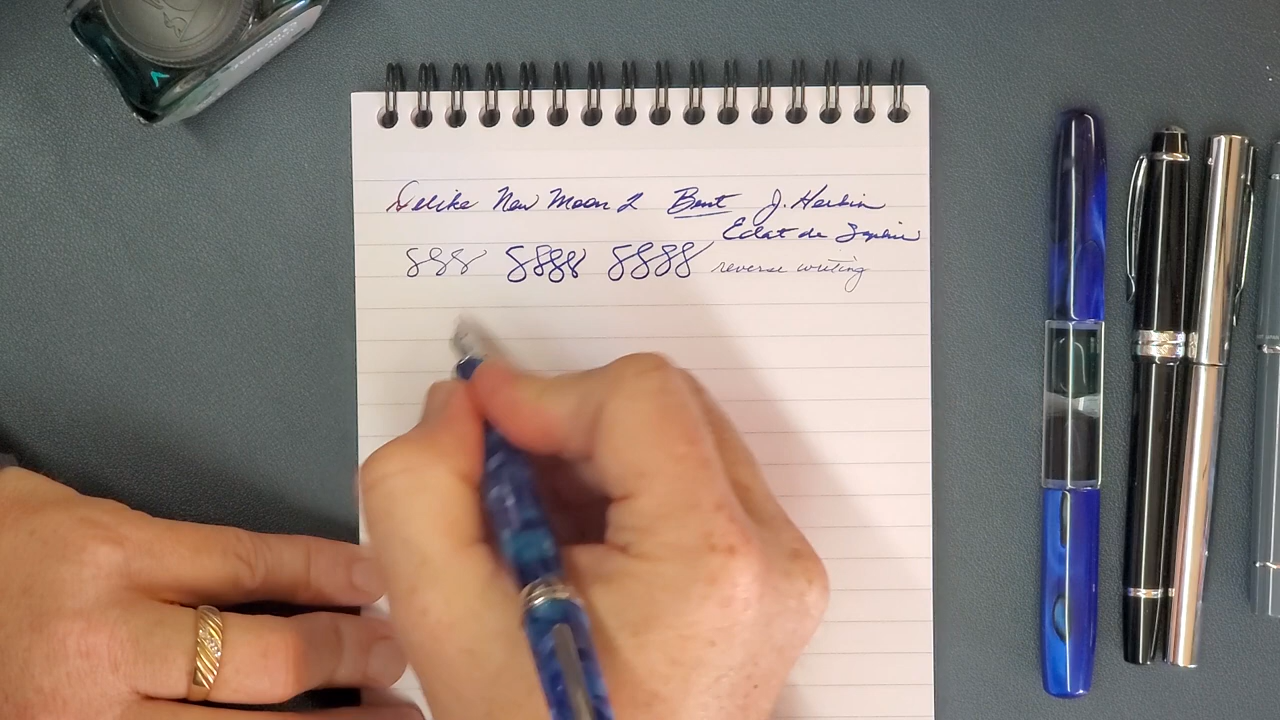 Delike New Moon 2 Bent J. Herbin
Eclat de Saphir
888 8888 8888 reverse writing